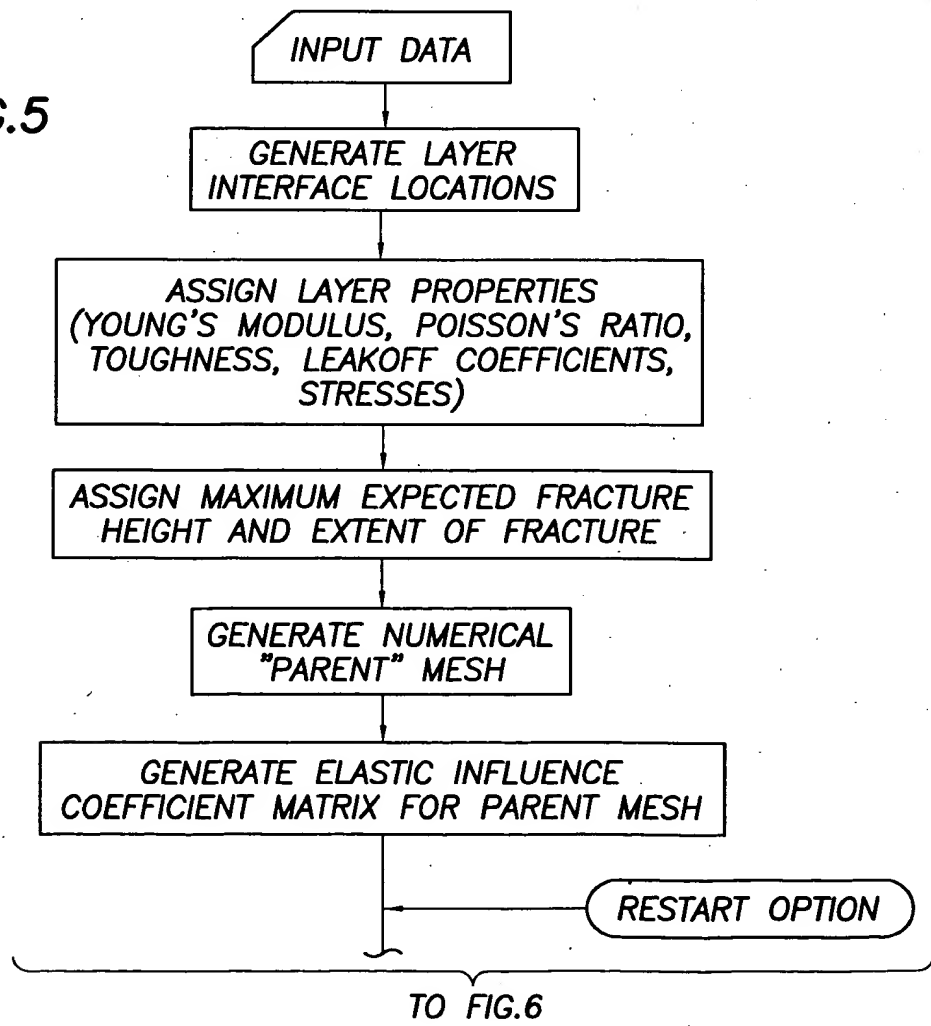 INPUT DATA
G.5
GENERATE LAYER
INTERFACE LOCATIONS
ASSIGN LAYER PROPERTIES
(YOUNG'S MODULUS, POISSON'S RATIO,
TOUGHNESS, LEAKOFF COEFFICIENTS,
STRESSES)
ASSIGN MAXIMUM EXPECTED FRACTURE
HEIGHT AND EXTENT OF FRACTURE
GENERATE NUMERICAL
"PARENT" MESH
GENERATE ELASTIC INFLUENCE
COEFFICIENT MATRIX FOR PARENT MESH
RESTART OPTION
TO FIG.6